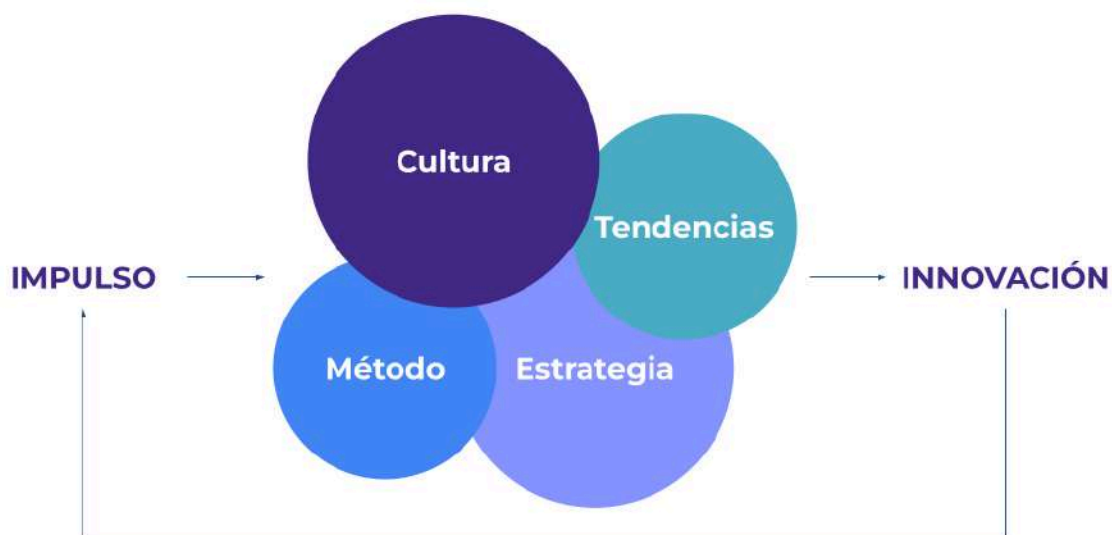 Cultura
Tendencias
IMPULSO
INNOVACIÓN
Método
Estrategia